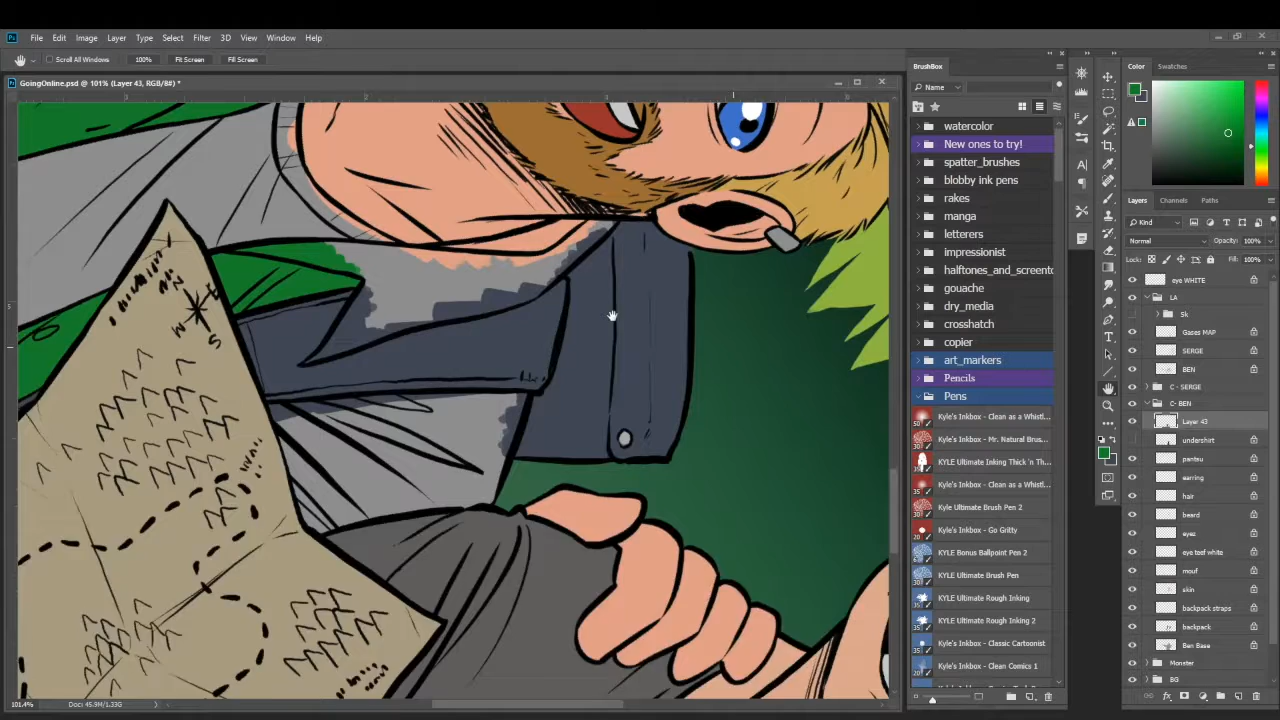 Ps File Edit Image Layer Type Select Filter 3D View Window Help
Scroll All Windows 100% Fit Screen Fill Screen
GoingOnline.psd @ 101% (Layer 43, RGB/8#) *
BrushBox
Name
watercolor
New ones to try!
spatter_brushes
blobby ink pens
rakes
manga
letterers
impressionist
halftones_and_screento
gouache
dry_media
crosshatch
copier
art_markers
Pencils
Pens
50 Kyle's Inkbox - Clean as a Whistl...
Kyle's Inkbox - Mr. Natural Brus...
KYLE Ultimate Inking Thick 'n Th...
35 Kyle's Inkbox - Clean as a Whistl...
Kyle Ultimate Brush Pen 2
20 Kyle's Inkbox - Go Gritty
KYLE Bonus Ballpoint Pen 2
KYLE Ultimate Brush Pen
35 KYLE Ultimate Rough Inking
35 KYLE Ultimate Rough Inking 2
Kyle's Inkbox - Classic Cartoonist
Kyle's Inkbox - Clean Comics 1
Color Swatches
Layers Channels Paths
Kind
Normal Opacity: 100%
Lock: Fill: 100%
eye WHITE
LA
Sk
Gases MAP
SERGE
BEN
C - SERGE
C- BEN
Layer 43
undershirt
pantsu
earring
hair
beard
eyes
eye teef white
mouf
skin
backpack straps
backpack
Ben Base
Monster
BG
W
E
S
101.4% Doc: 45.9M/1.33G